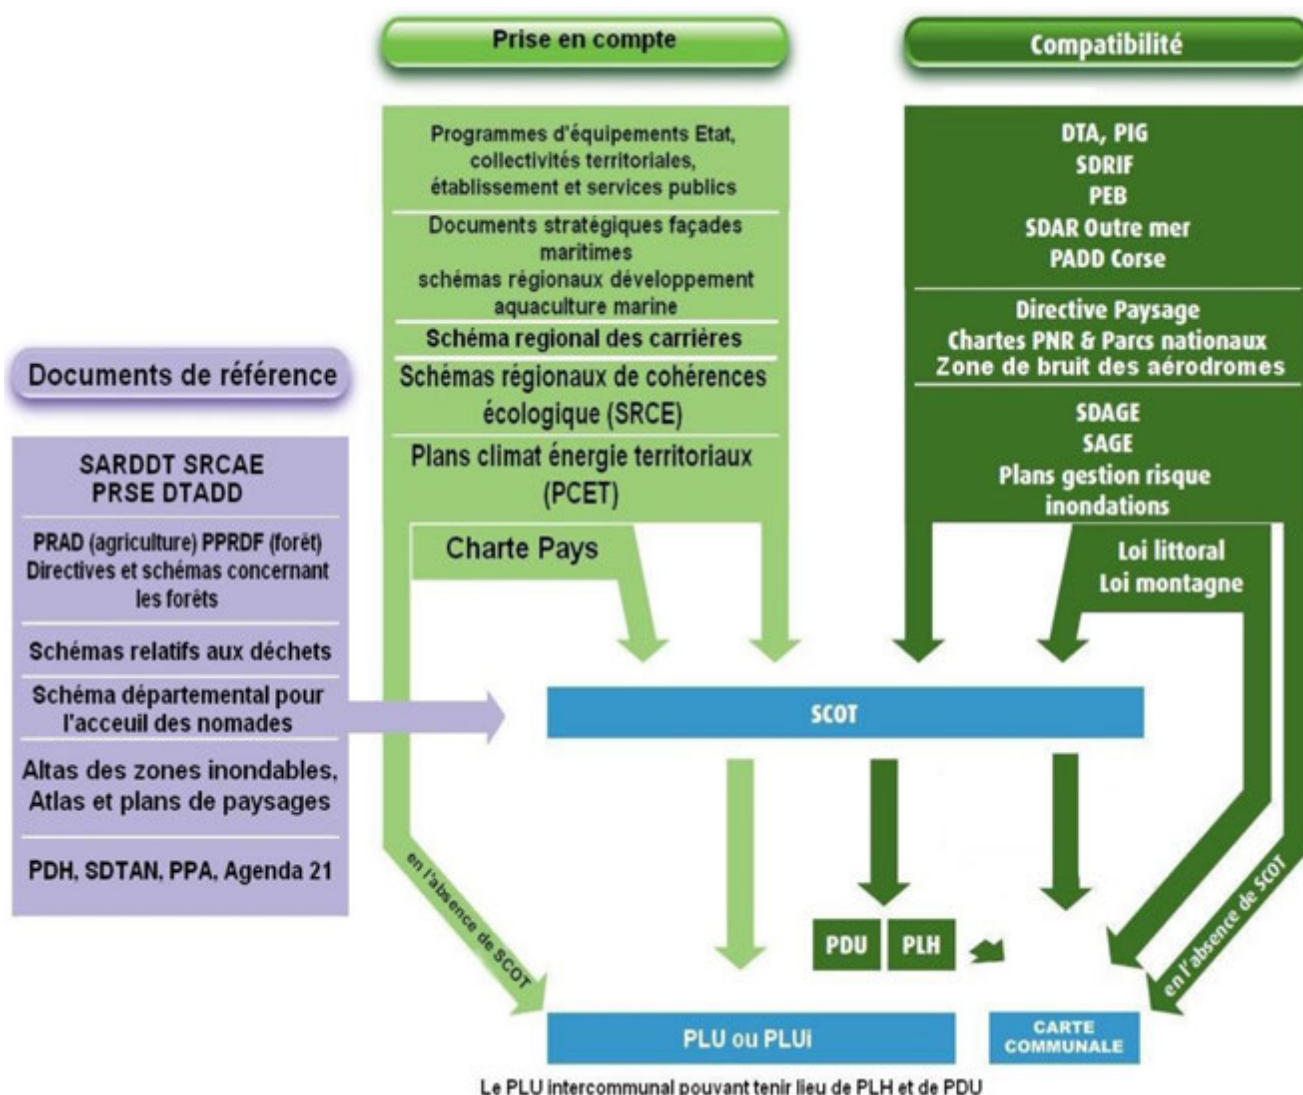 Prise en compte
Programmes d'équipements Etat,
collectivités territoriales,
établissement et services publics
Documents stratégiques façades
maritimes
schémas régionaux développement
aquaculture marine
Schéma regional des carrières
Schémas régionaux de cohérences
écologique (SRCE)
Plans climat énergie territoriaux
(PCET)
Charte Pays
Compatibilité
DTA, PIG
SDRIF
PEB
SDAR Outre mer
PADD Corse
Directive Paysage
Chartes PNR & Parcs nationaux
Zone de bruit des aérodromes
SDAGE
SAGE
Plans gestion risque
inondations
Loi littoral
Loi montagne
Documents de référence
SARDDT SRCAE
PRSE DTADD
PRAD (agriculture) PPRDF (forêt)
Directives et schémas concernant
les forêts
Schémas relatifs aux déchets
Schéma départemental pour
l'acceuil des nomades
Altas des zones inondables,
Atlas et plans de paysages
PDH, SDTAN, PPA, Agenda 21
SCOT
en l'absence de SCOT
PDU
PLH
en l'absence de SCOT
PLU ou PLUi
CARTE
COMMUNALE
Le PLU intercommunal pouvant tenir lieu de PLH et de PDU